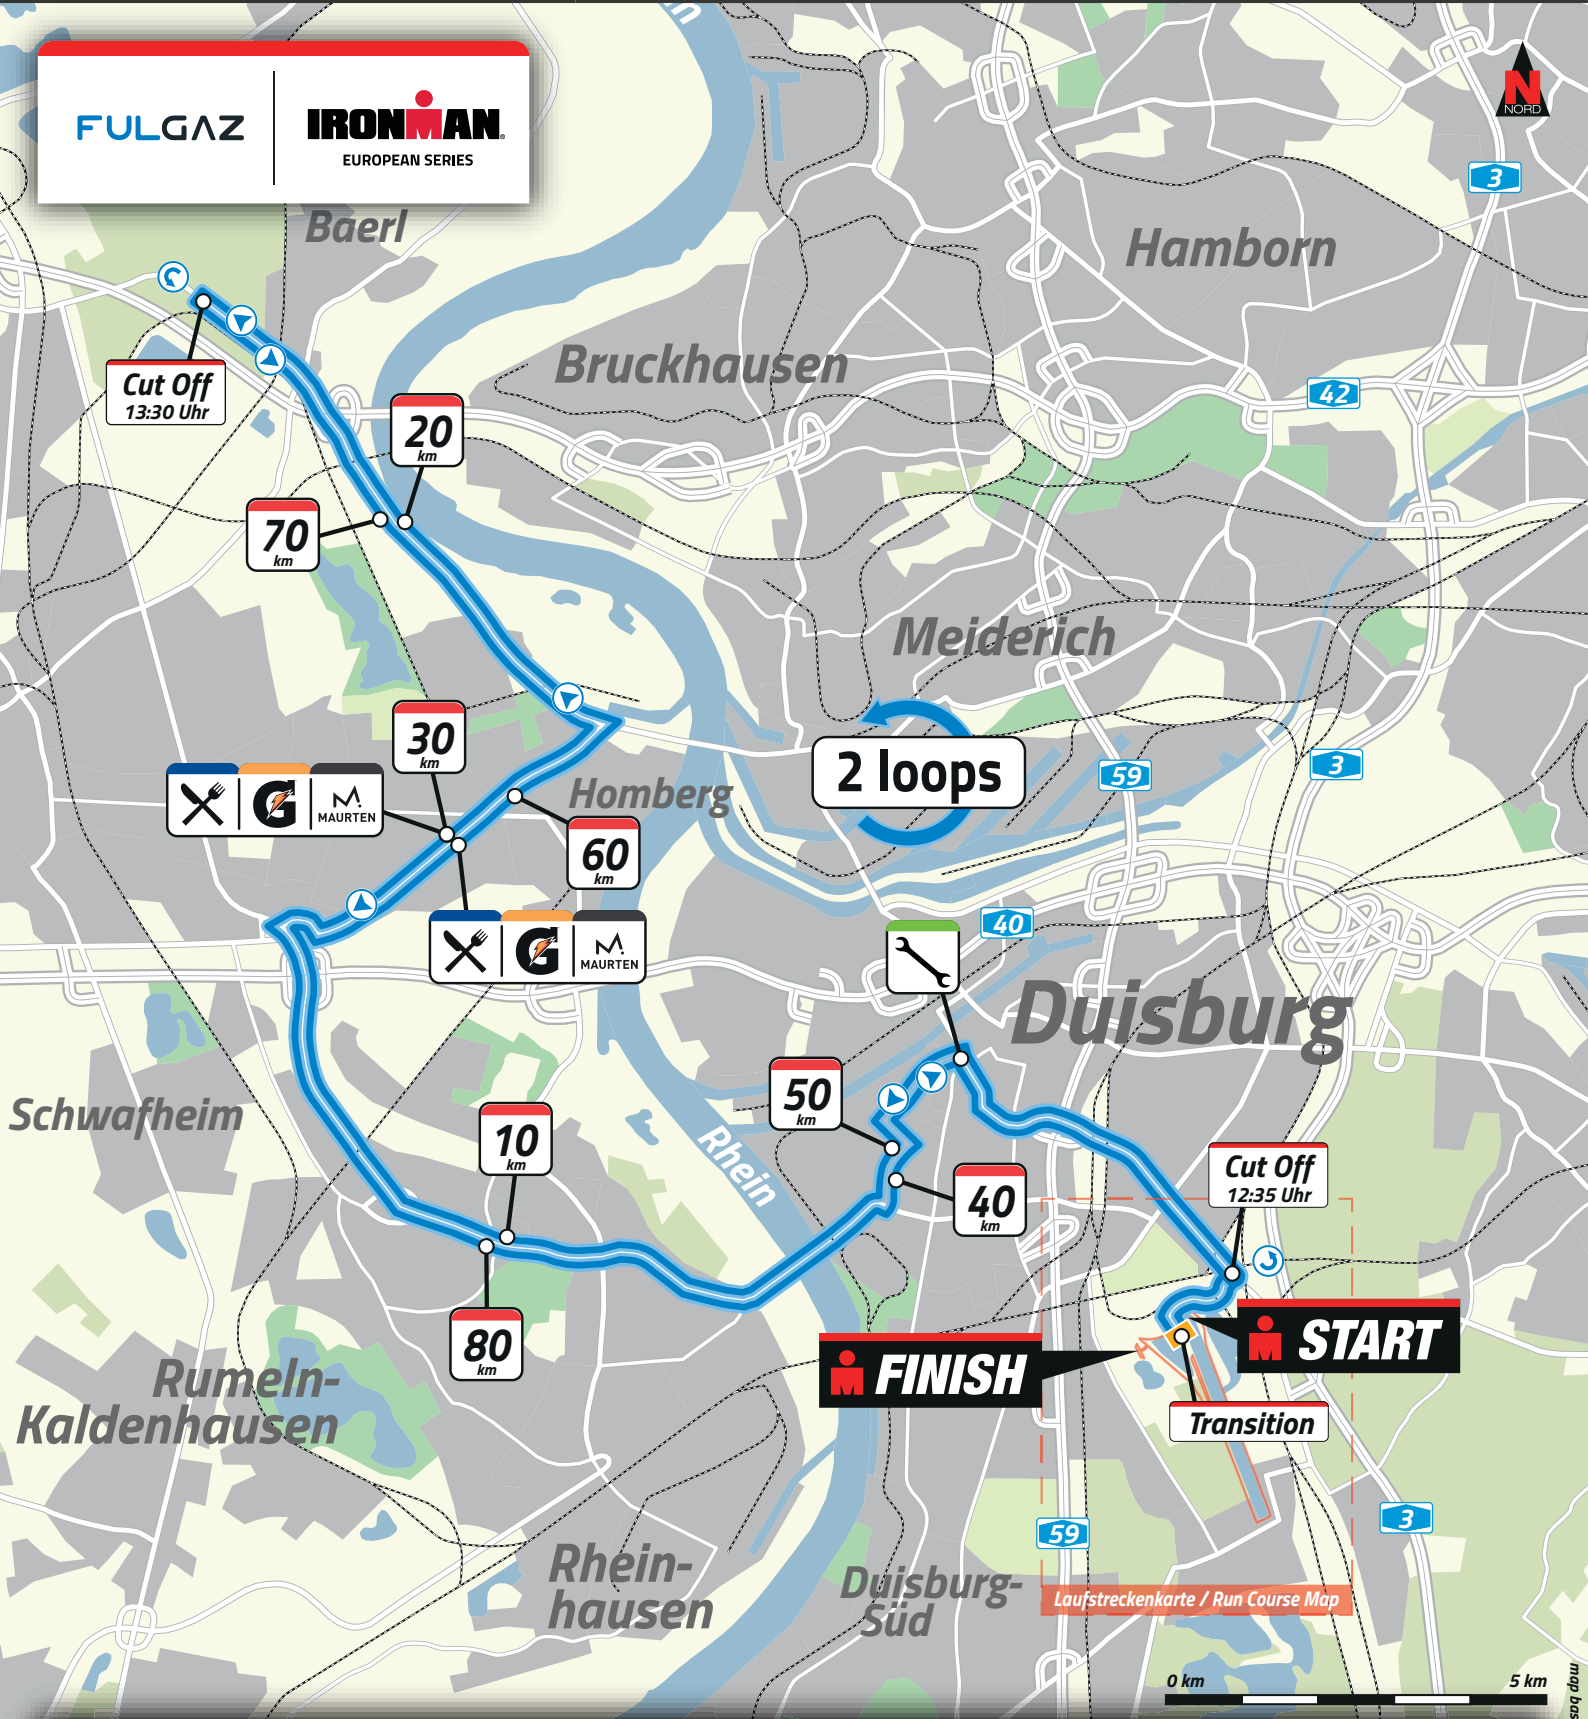 FULGAZ
IRONMAN
EUROPEAN SERIES
N
NORD
3
Baerl
Hamborn
Cut Off
13:30 Uhr
Bruckhausen
42
20
km
70
km
Meiderich
30
km
2 loops
59
3
MAURTEN
Homberg
60
km
G
MAURTEN
40
Duisburg
Schwafheim
50
km
10
km
Rhein
Cut Off
12:35 Uhr
40
km
80
km
START
FINISH
Rumeln-
Kaldenhausen
Transition
59
3
Rhein-
hausen
Duisburg-
Süd
Laufstreckenkarte / Run Course Map
0 km
5 km
map bas